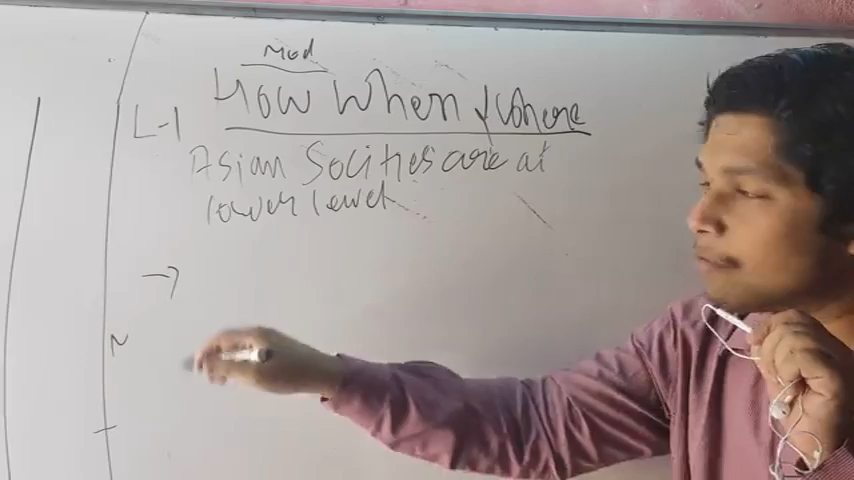 Mod
How When & Where
L-1
Asian Socities are at
lower level
→
N